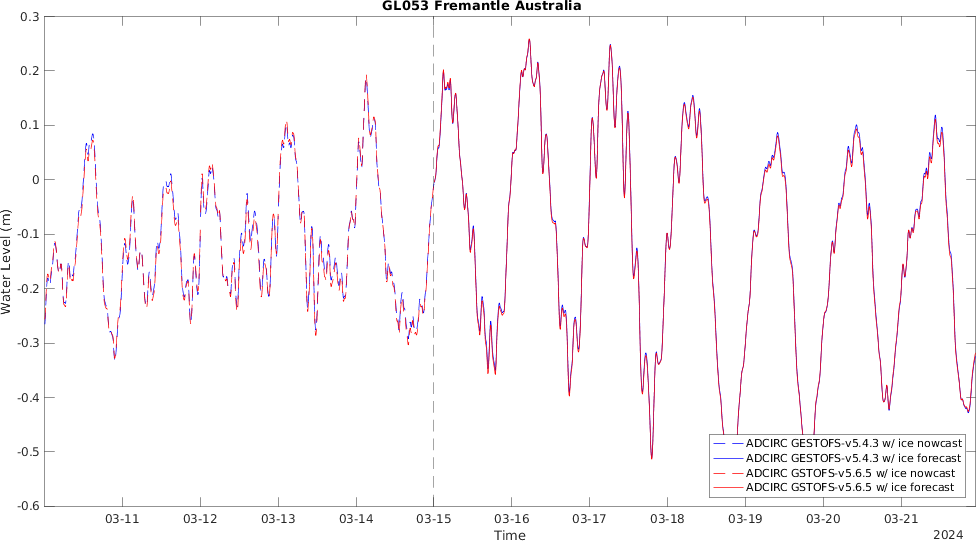 GL053 Fremantle Australia
0.3
0.2
0.1
0
-0.1
-0.2
-0.3
-0.4
-0.5
-0.6
Water Level (m)
ADCIRC GESTOFS-v5.4.3 w/ ice nowcast
ADCIRC GESTOFS-v5.4.3 w/ ice forecast
ADCIRC GSTOFS-v5.6.5 w/ ice nowcast
ADCIRC GSTOFS-v5.6.5 w/ ice forecast
03-11 03-12 03-13 03-14 03-15 03-16 03-17 03-18 03-19 03-20 03-21
Time
2024